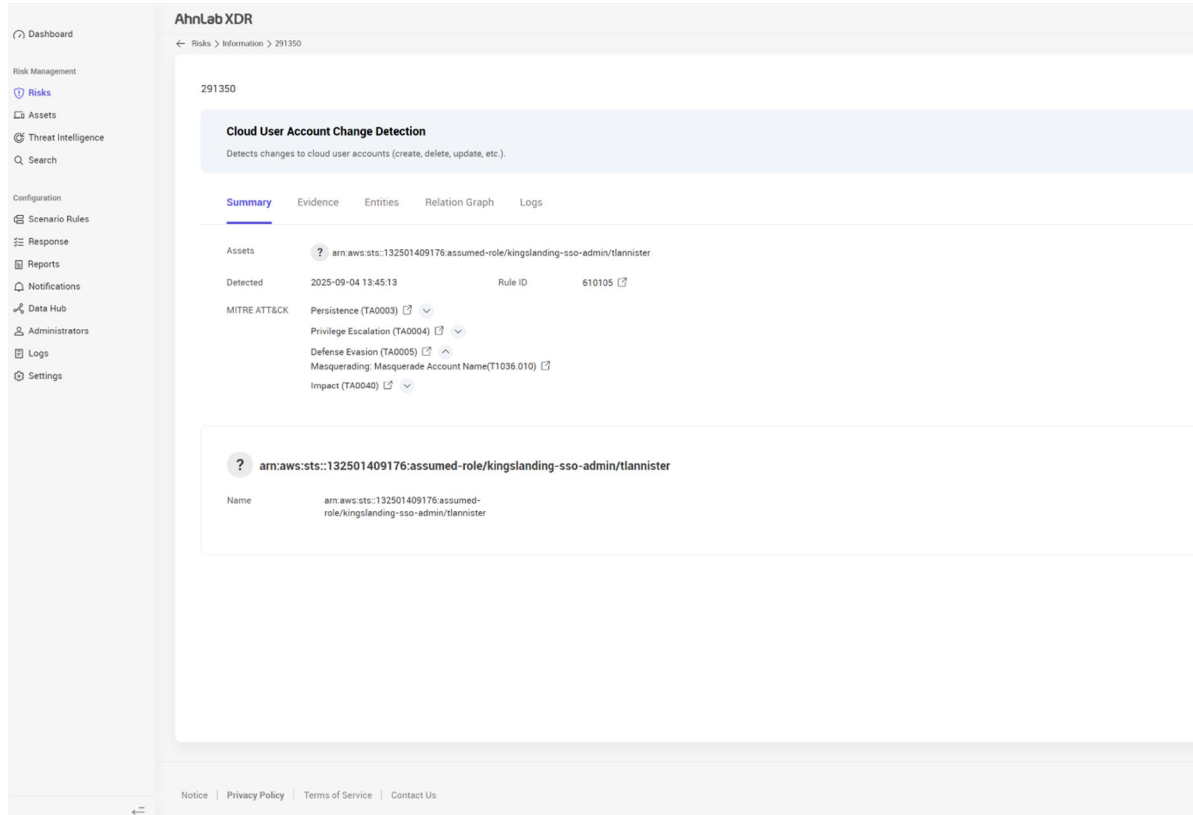 AhnLab XDR
Dashboard
← Risks > Information > 291350
Risk Management
Risks
Assets
Threat Intelligence
Search
Configuration
Scenario Rules
Response
Reports
Notifications
Data Hub
Administrators
Logs
Settings
291350
Cloud User Account Change Detection
Detects changes to cloud user accounts (create, delete, update, etc.).
Summary Evidence Entities Relation Graph Logs
Assets ? arn:aws:sts::132501409176:assumed-role/kingslanding-sso-admin/tlannister
Detected 2025-09-04 13:45:13 Rule ID 610105
MITRE ATT&CK Persistence (TA0003)
Privilege Escalation (TA0004)
Defense Evasion (TA0005)
Masquerading: Masquerade Account Name(T1036.010)
Impact (TA0040)
? arn:aws:sts::132501409176:assumed-role/kingslanding-sso-admin/tlannister
Name arn:aws:sts::132501409176:assumed-
role/kingslanding-sso-admin/tlannister
Notice | Privacy Policy | Terms of Service | Contact Us